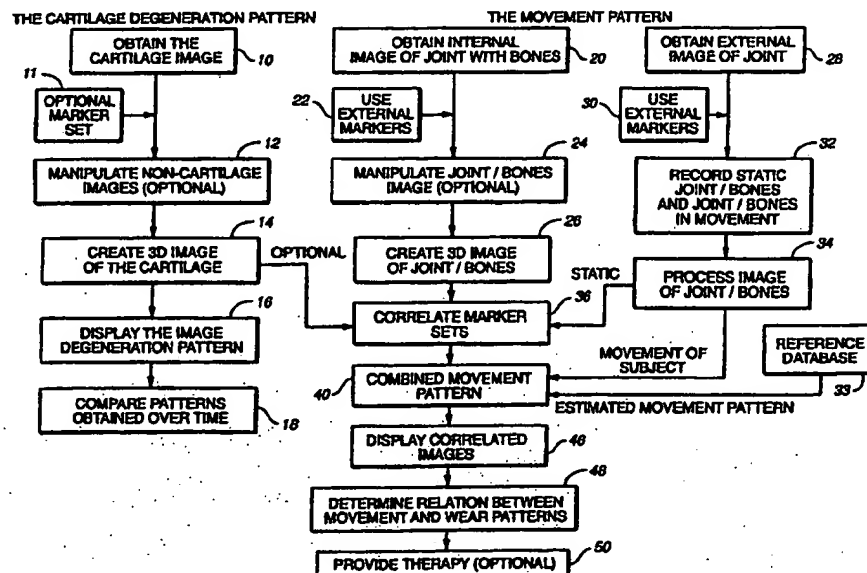 THE CARTILAGE DEGENERATION PATTERN
OBTAIN THE
CARTILAGE IMAGE
10
11
OPTIONAL
MARKER
SET
12
MANIPULATE NON-CARTILAGE
IMAGES (OPTIONAL)
14
CREATE 3D IMAGE
OF THE CARTILAGE
OPTIONAL
16
DISPLAY THE IMAGE
DEGENERATION PATTERN
COMPARE PATTERNS
OBTAINED OVER TIME
18
THE MOVEMENT PATTERN
OBTAIN INTERNAL
IMAGE OF JOINT WITH BONES
20
22
USE
EXTERNAL
MARKERS
24
MANIPULATE JOINT / BONES
IMAGE (OPTIONAL)
26
CREATE 3D IMAGE
OF JOINT / BONES
OBTAIN EXTERNAL
IMAGE OF JOINT
28
30
USE
EXTERNAL
MARKERS
32
RECORD STATIC
JOINT / BONES
AND JOINT / BONES
IN MOVEMENT
34
PROCESS IMAGE
OF JOINT / BONES
STATIC
36
CORRELATE MARKER
SETS
MOVEMENT OF
SUBJECT
REFERENCE
DATABASE
33
40
COMBINED MOVEMENT
PATTERN
ESTIMATED MOVEMENT PATTERN
DISPLAY CORRELATED
IMAGES
46
48
DETERMINE RELATION BETWEEN
MOVEMENT AND WEAR PATTERNS
50
PROVIDE THERAPY (OPTIONAL)